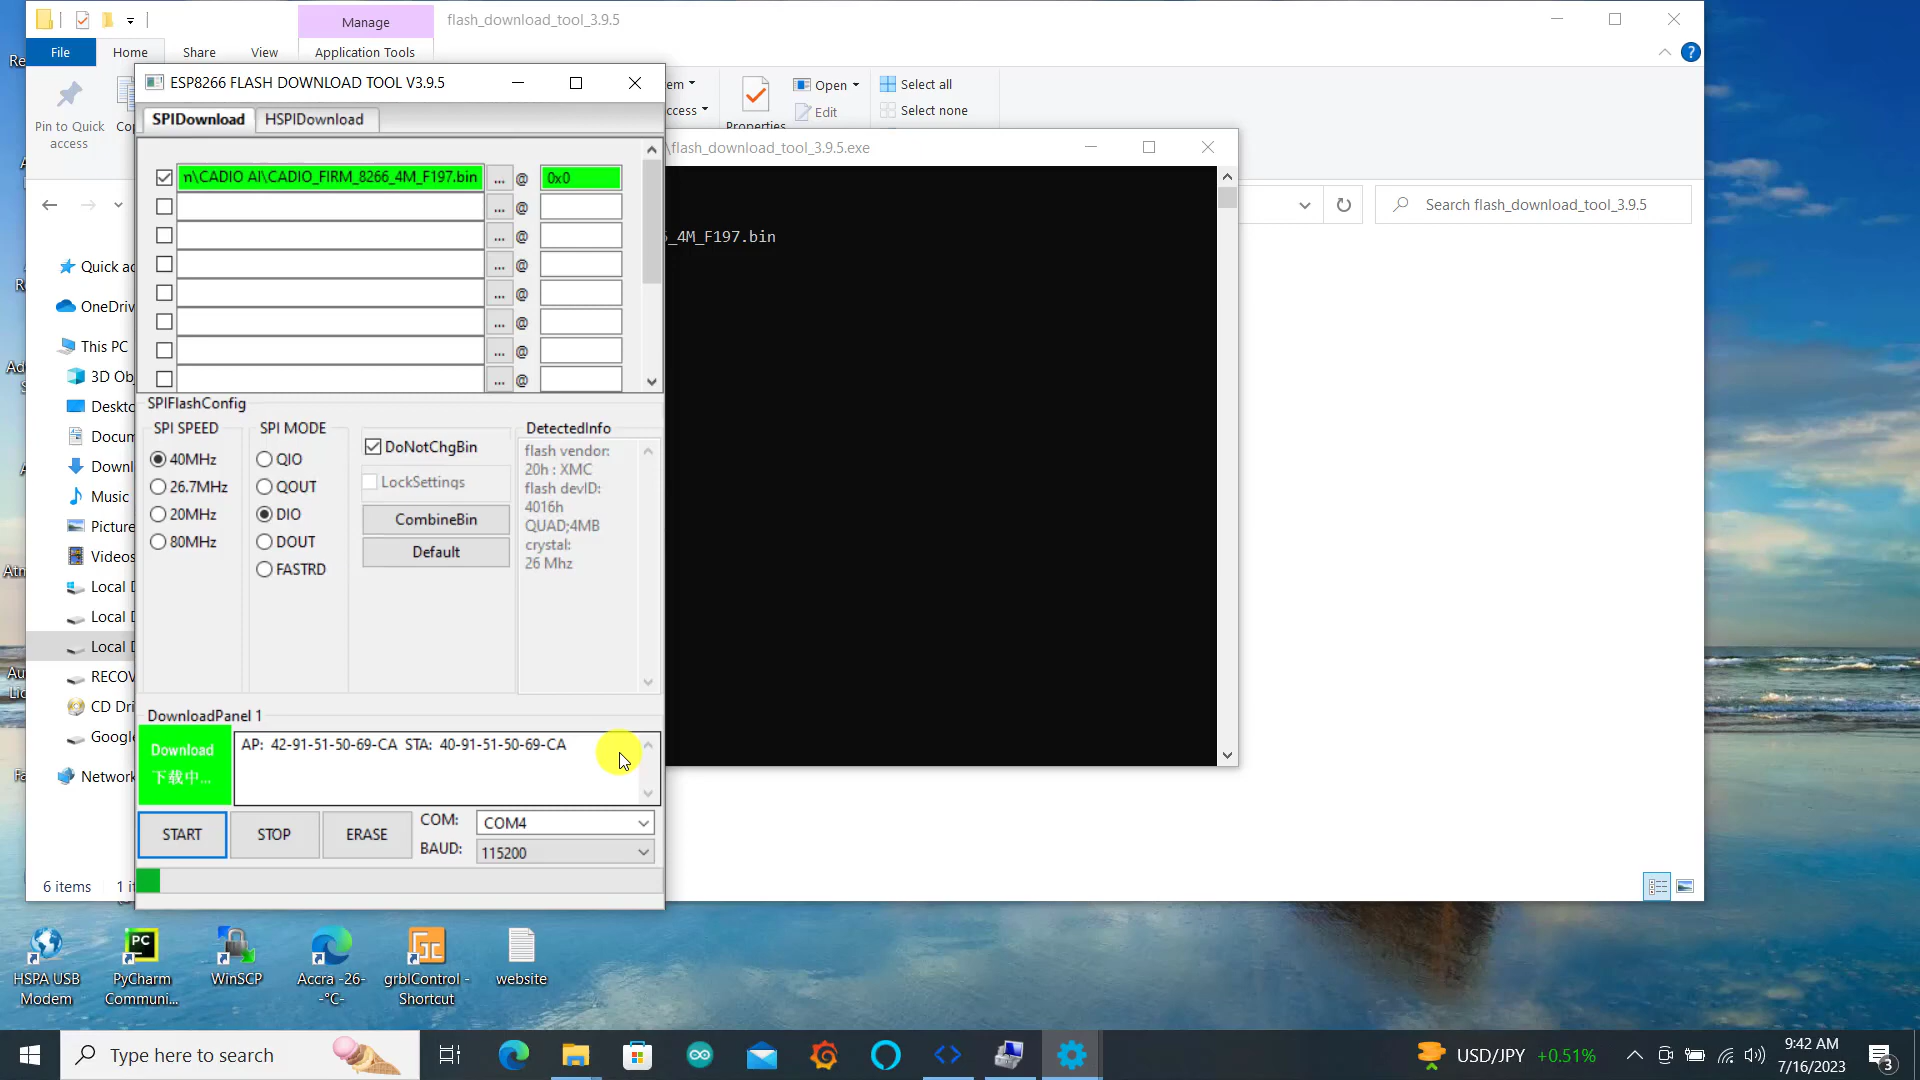 Manage
flash_download_tool_3.9.5
File
Home
Share
View
Application Tools
Pin to Quick
access
Open
Edit
Select all
Select none
Properties
ESP8266 FLASH DOWNLOAD TOOL V3.9.5
SPIDownload
HSPIDownload
n\CADIO AI\CADIO_FIRM_8266_4M_F197.bin
...
@
0x0
...
@
...
@
...
@
...
@
...
@
...
@
...
@
SPIFlashConfig
SPI SPEED
40MHz
26.7MHz
20MHz
80MHz
SPI MODE
QIO
QOUT
DIO
DOUT
FASTRD
DoNotChgBin
LockSettings
CombineBin
Default
DetectedInfo
flash vendor:
20h : XMC
flash devID:
4016h
QUAD;4MB
crystal:
26 Mhz
DownloadPanel 1
Download
下载中...
AP: 42-91-51-50-69-CA STA: 40-91-51-50-69-CA
START
STOP
ERASE
COM:
COM4
BAUD:
115200
\flash_download_tool_3.9.5.exe
_4M_F197.bin
Search flash_download_tool_3.9.5
Quick ac
OneDriv
This PC
3D Ob
Deskto
Docum
Downl
Music
Picture
Videos
Local D
Local D
Local D
RECOV
CD Dri
Google
Network
6 items
1 i
HSPA USB
Modem
PyCharm
Communi...
WinSCP
Accra -26-
-°C-
grblControl -
Shortcut
website
Type here to search
USD/JPY +0.51%
9:42 AM
7/16/2023
3